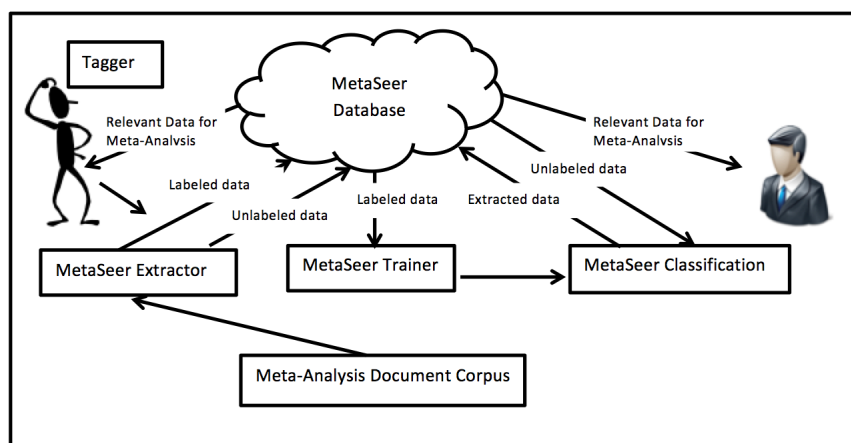 Tagger
MetaSeer
Database
Relevant Data for
Meta-Analvsis
Relevant Data for
Meta-Analysis
Labeled data
Unlabeled data
Labeled data
Extracted data
Unlabeled data
MetaSeer Extractor
MetaSeer Trainer
MetaSeer Classification
Meta-Analysis Document Corpus